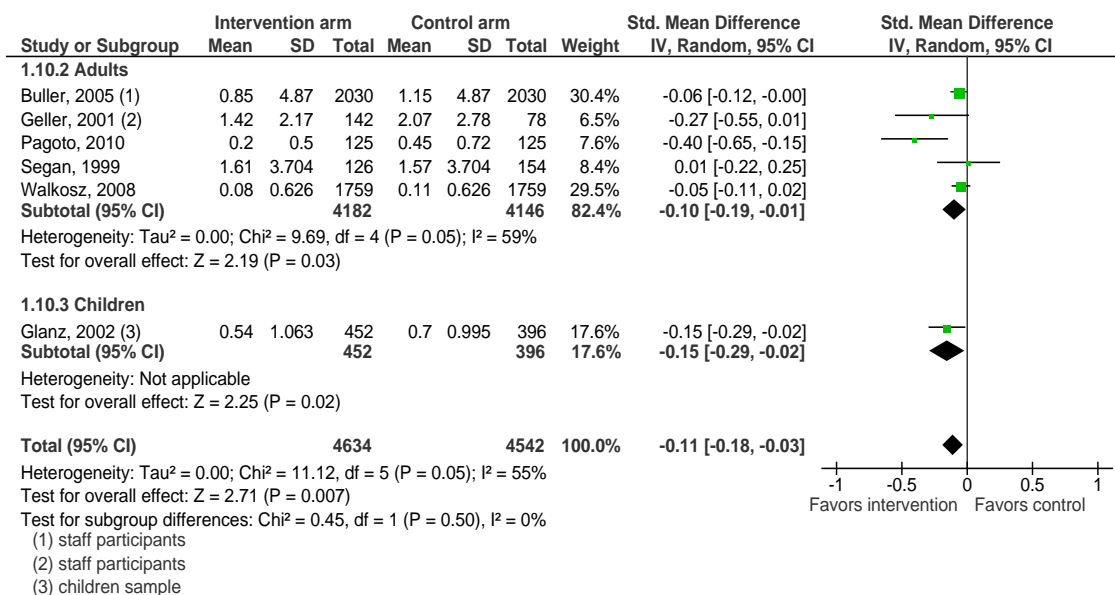 Intervention arm Control arm Std. Mean Difference Std. Mean Difference
Study or Subgroup Mean SD Total Mean SD Total Weight IV, Random, 95% CI IV, Random, 95% CI
1.10.2 Adults
Buller, 2005 (1) 0.85 4.87 2030 1.15 4.87 2030 30.4% -0.06 [-0.12, -0.00]
Geller, 2001 (2) 1.42 2.17 142 2.07 2.78 78 6.5% -0.27 [-0.55, 0.01]
Pagoto, 2010 0.2 0.5 125 0.45 0.72 125 7.6% -0.40 [-0.65, -0.15]
Segan, 1999 1.61 3.704 126 1.57 3.704 154 8.4% 0.01 [-0.22, 0.25]
Walkosz, 2008 0.08 0.626 1759 0.11 0.626 1759 29.5% -0.05 [-0.11, 0.02]
Subtotal (95% CI) 4182 4146 82.4% -0.10 [-0.19, -0.01]
Heterogeneity: Tau² = 0.00; Chi² = 9.69, df = 4 (P = 0.05); I² = 59%
Test for overall effect: Z = 2.19 (P = 0.03)
1.10.3 Children
Glanz, 2002 (3) 0.54 1.063 452 0.7 0.995 396 17.6% -0.15 [-0.29, -0.02]
Subtotal (95% CI) 452 396 17.6% -0.15 [-0.29, -0.02]
Heterogeneity: Not applicable
Test for overall effect: Z = 2.25 (P = 0.02)
Total (95% CI) 4634 4542 100.0% -0.11 [-0.18, -0.03]
Heterogeneity: Tau² = 0.00; Chi² = 11.12, df = 5 (P = 0.05); I² = 55%
Test for overall effect: Z = 2.71 (P = 0.007)
Test for subgroup differences: Chi² = 0.45, df = 1 (P = 0.50), I² = 0%
(1) staff participants
(2) staff participants
(3) children sample
-1 -0.5 0 0.5 1
Favors intervention Favors control